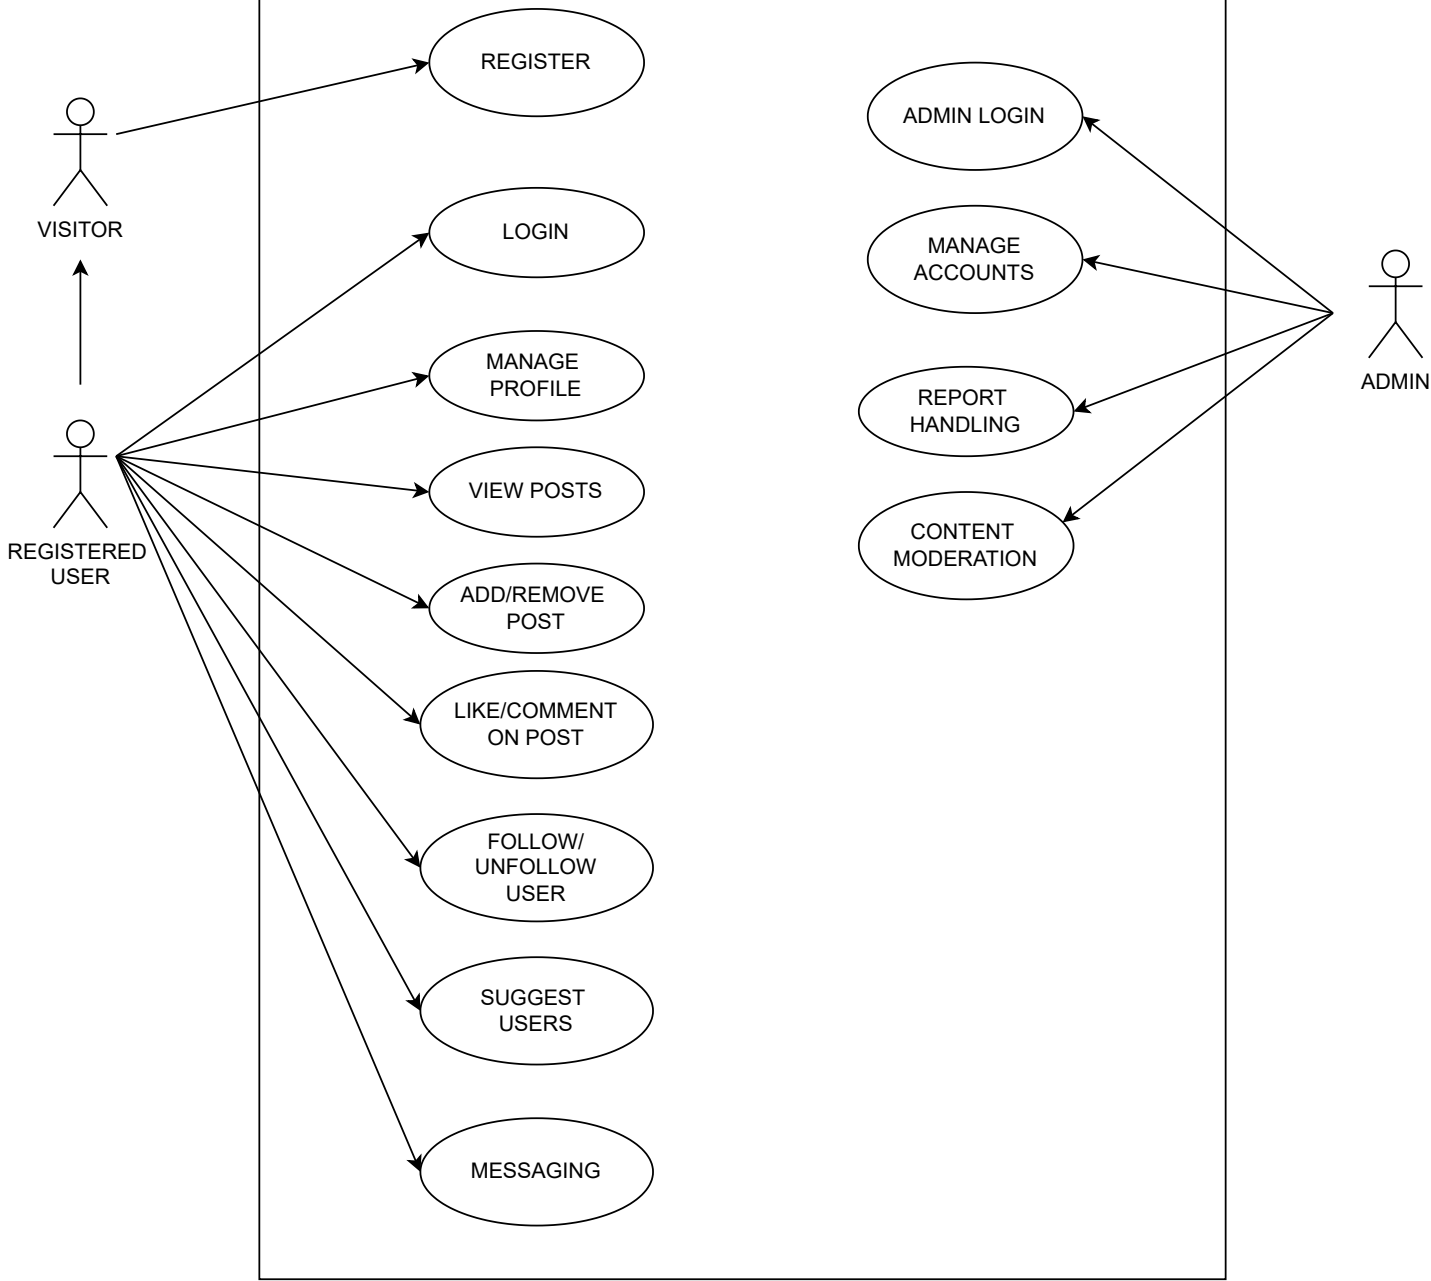 REGISTER
VISITOR
LOGIN
MANAGE
PROFILE
VIEW POSTS
REGISTERED
USER
ADD/REMOVE
POST
LIKE/COMMENT
ON POST
FOLLOW/
UNFOLLOW
USER
SUGGEST
USERS
MESSAGING
ADMIN LOGIN
MANAGE
ACCOUNTS
REPORT
HANDLING
CONTENT
MODERATION
ADMIN